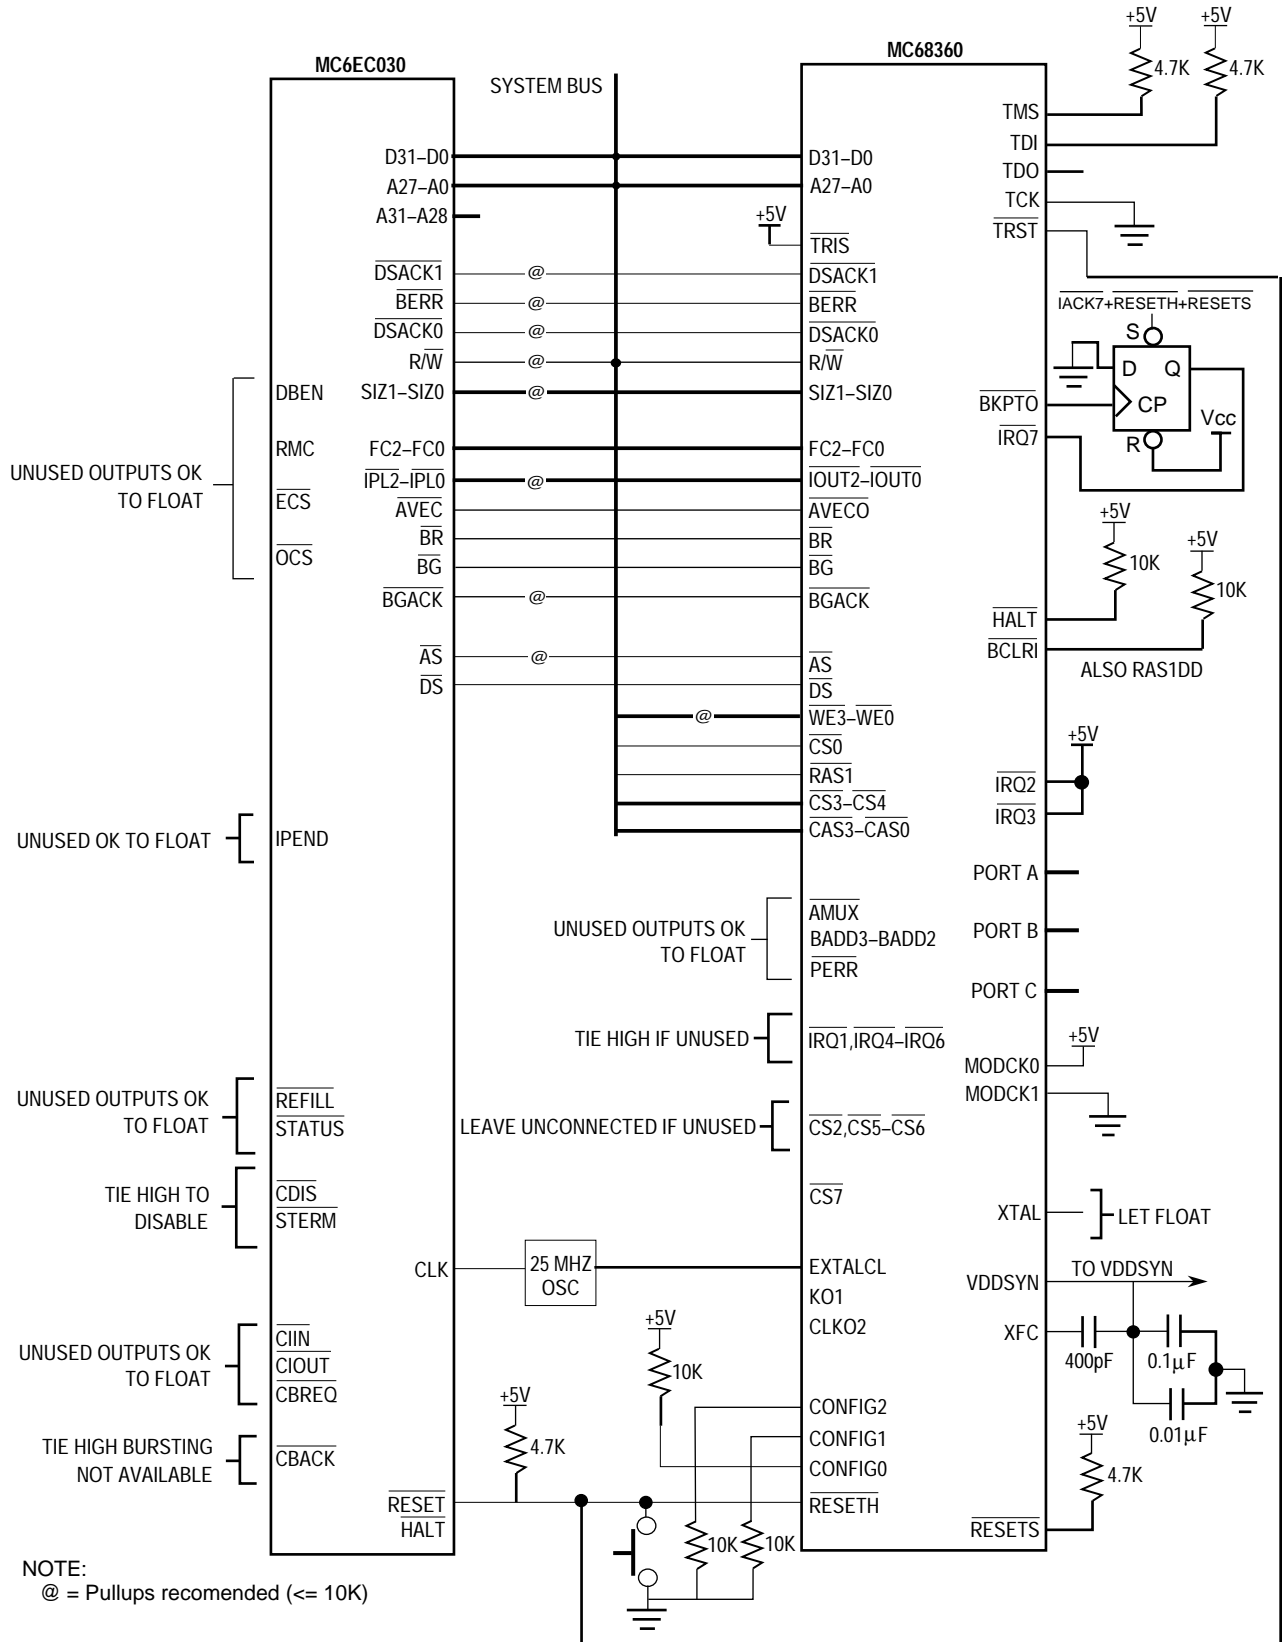 +5V +5V
4.7K 4.7K
MC6EC030
SYSTEM BUS
MC68360
TMS
TDI
TDO
TCK
TRST
D31–D0
A27–A0
A31–A28
D31–D0
A27–A0
+5V
TRIS
DSACK1 @ DSACK1
BERR @ BERR
DSACK0 @ DSACK0
R/W @ R/W
SIZ1–SIZ0 @ SIZ1–SIZ0
FC2–FC0 FC2–FC0
IPL2–IPL0 @ IOUT2–IOUT0
AVEC AVECO
BR BR
BG BG
BGACK @ BGACK
AS @ AS
DS DS
@ WE3–WE0
CS0
RAS1
CS3–CS4
CAS3–CAS0
DBEN
RMC
ECS
OCS
UNUSED OUTPUTS OK
TO FLOAT
IACK7+RESETH+RESETS
S
D Q
CP
R
Vcc
BKPTO
IRQ7
+5V
10K
+5V
10K
HALT
BCLRI
ALSO RAS1DD
+5V
IRQ2
IRQ3
UNUSED OK TO FLOAT
IPEND
PORT A
PORT B
PORT C
UNUSED OUTPUTS OK
TO FLOAT
AMUX
BADD3–BADD2
PERR
TIE HIGH IF UNUSED
IRQ1,IRQ4–IRQ6
MODCK0
+5V
MODCK1
UNUSED OUTPUTS OK
TO FLOAT
REFILL
STATUS
LEAVE UNCONNECTED IF UNUSED
CS2,CS5–CS6
TIE HIGH TO
DISABLE
CDIS
STERM
CS7
XTAL
LET FLOAT
CLK
25 MHZ
OSC
EXTALCL
KO1
CLKO2
VDDSYN
TO VDDSYN
XFC
400pF
0.1μF
0.01μF
UNUSED OUTPUTS OK
TO FLOAT
CIIN
CIOUT
CBREQ
+5V
10K
CONFIG2
CONFIG1
CONFIG0
TIE HIGH BURSTING
NOT AVAILABLE
CBACK
+5V
4.7K
+5V
4.7K
RESET
HALT
RESETH
RESETS
10K 10K
NOTE:
@ = Pullups recomended (<= 10K)